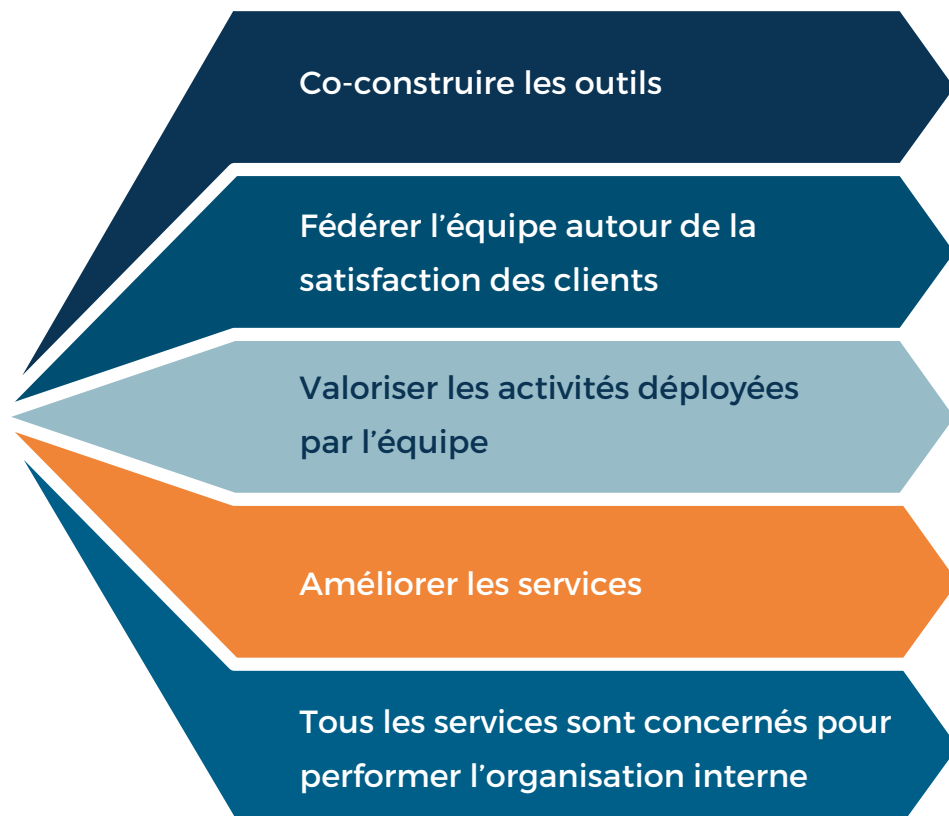 Co-construire les outils
Fédérer l’équipe autour de la
satisfaction des clients
Valoriser les activités déployées
par l’équipe
Améliorer les services
Tous les services sont concernés pour
performer l’organisation interne